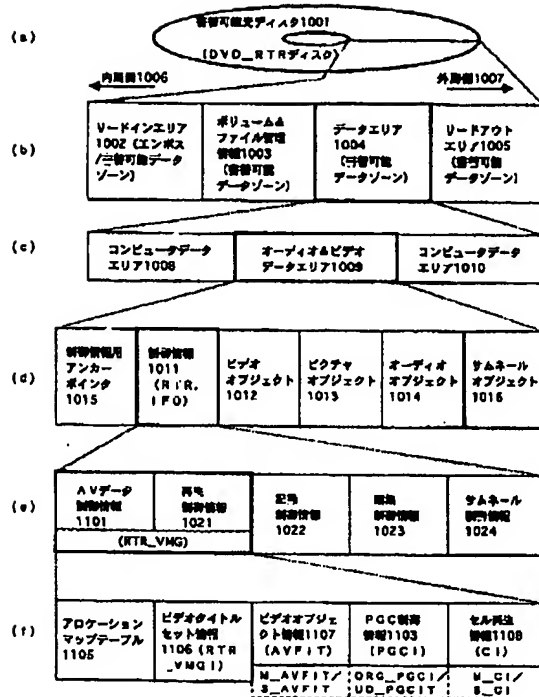 (a)
書替可能光ディスク1001
(DVD_RTRディスク)
内周側1006
外周側1007
(b)
リードインエリア
1002 (エンボス
/書替可能データ
ゾーン)
ボリューム&
ファイル管理
情報1003
(書替可能
データゾーン)
データエリア
1004
(書替可能
データゾーン)
リードアウト
エリア1005
(書替可能
データゾーン)
(c)
コンピュータデータ
エリア1008
オーディオ&ビデオ
データエリア1009
コンピュータデータ
エリア1010
(d)
制御情報用
アンカー
ポインタ
1015
制御情報
1011
(RTR.
IFO)
ビデオ
オブジェクト
1012
ピクチャ
オブジェクト
1013
オーディオ
オブジェクト
1014
サムネール
オブジェクト
1016
(e)
AVデータ
制御情報
1101
再生
制御情報
1021
(RTR_VMG)
記録
制御情報
1022
編集
制御情報
1023
サムネール
制御情報
1024
(f)
アロケーション
マップテーブル
1105
ビデオタイトル
セット情報
1106 (RTR
_VMGI)
ビデオオブジェ
クト情報1107
(AVFIT)
PGC制御
情報1103
(PGCI)
セル再生
情報1108
(CI)
M_AVFIT/
S_AVFIT
ORG_PGCI/
UD_PGCIT
M_CI/
S_CI